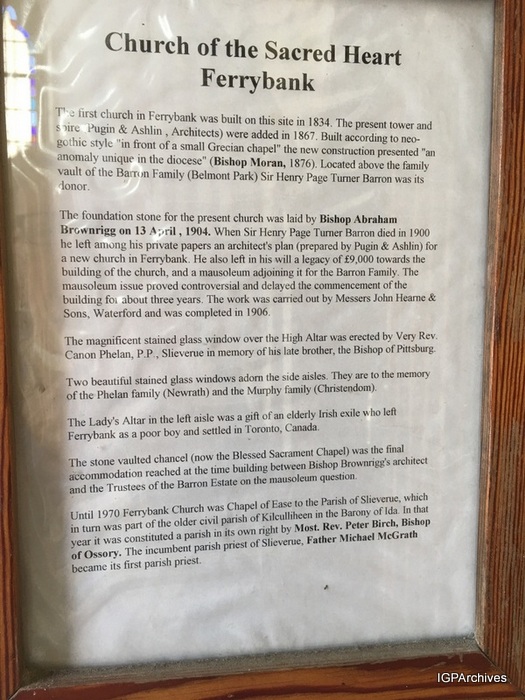 Church of the Sacred Heart
Ferrybank
The first church in Ferrybank was built on this site in 1834. The present tower and
spire Pugin & Ashlin , Architects) were added in 1867. Built according to neo-
gothic style "in front of a small Grecian chapel" the new construction presented "an
anomaly unique in the diocese" (Bishop Moran, 1876). Located above the family
vault of the Barron Family (Belmont Park) Sir Henry Page Turner Barron was its
donor.
The foundation stone for the present church was laid by Bishop Abraham
Brownrigg on 13 April , 1904. When Sir Henry Page Turner Barron died in 1900
he left among his private papers an architect's plan (prepared by Pugin & Ashlin) for
a new church in Ferrybank. He also left in his will a legacy of £9,000 towards the
building of the church, and a mausoleum adjoining it for the Barron Family. The
mausoleum issue proved controversial and delayed the commencement of the
building for about three years. The work was carried out by Messers John Hearne &
Sons, Waterford and was completed in 1906.
The magnificent stained glass window over the High Altar was erected by Very Rev.
Canon Phelan, P.P., Slieverue in memory of his late brother, the Bishop of Pittsburg.
Two beautiful stained glass windows adorn the side aisles. They are to the memory
of the Phelan family (Newrath) and the Murphy family (Christendom).
The Lady's Altar in the left aisle was a gift of an elderly Irish exile who left
Ferrybank as a poor boy and settled in Toronto, Canada.
The stone vaulted chancel (now the Blessed Sacrament Chapel) was the final
accommodation reached at the time building between Bishop Brownrigg's architect
and the Trustees of the Barron Estate on the mausoleum question.
Until 1970 Ferrybank Church was Chapel of Ease to the Parish of Slieverue, which
in turn was part of the older civil parish of Kilculliheen in the Barony of Ida. In that
year it was constituted a parish in its own right by Most. Rev. Peter Birch, Bishop
of Ossory. The incumbent parish priest of Slieverue, Father Michael McGrath
became its first parish priest.
IGPArchives